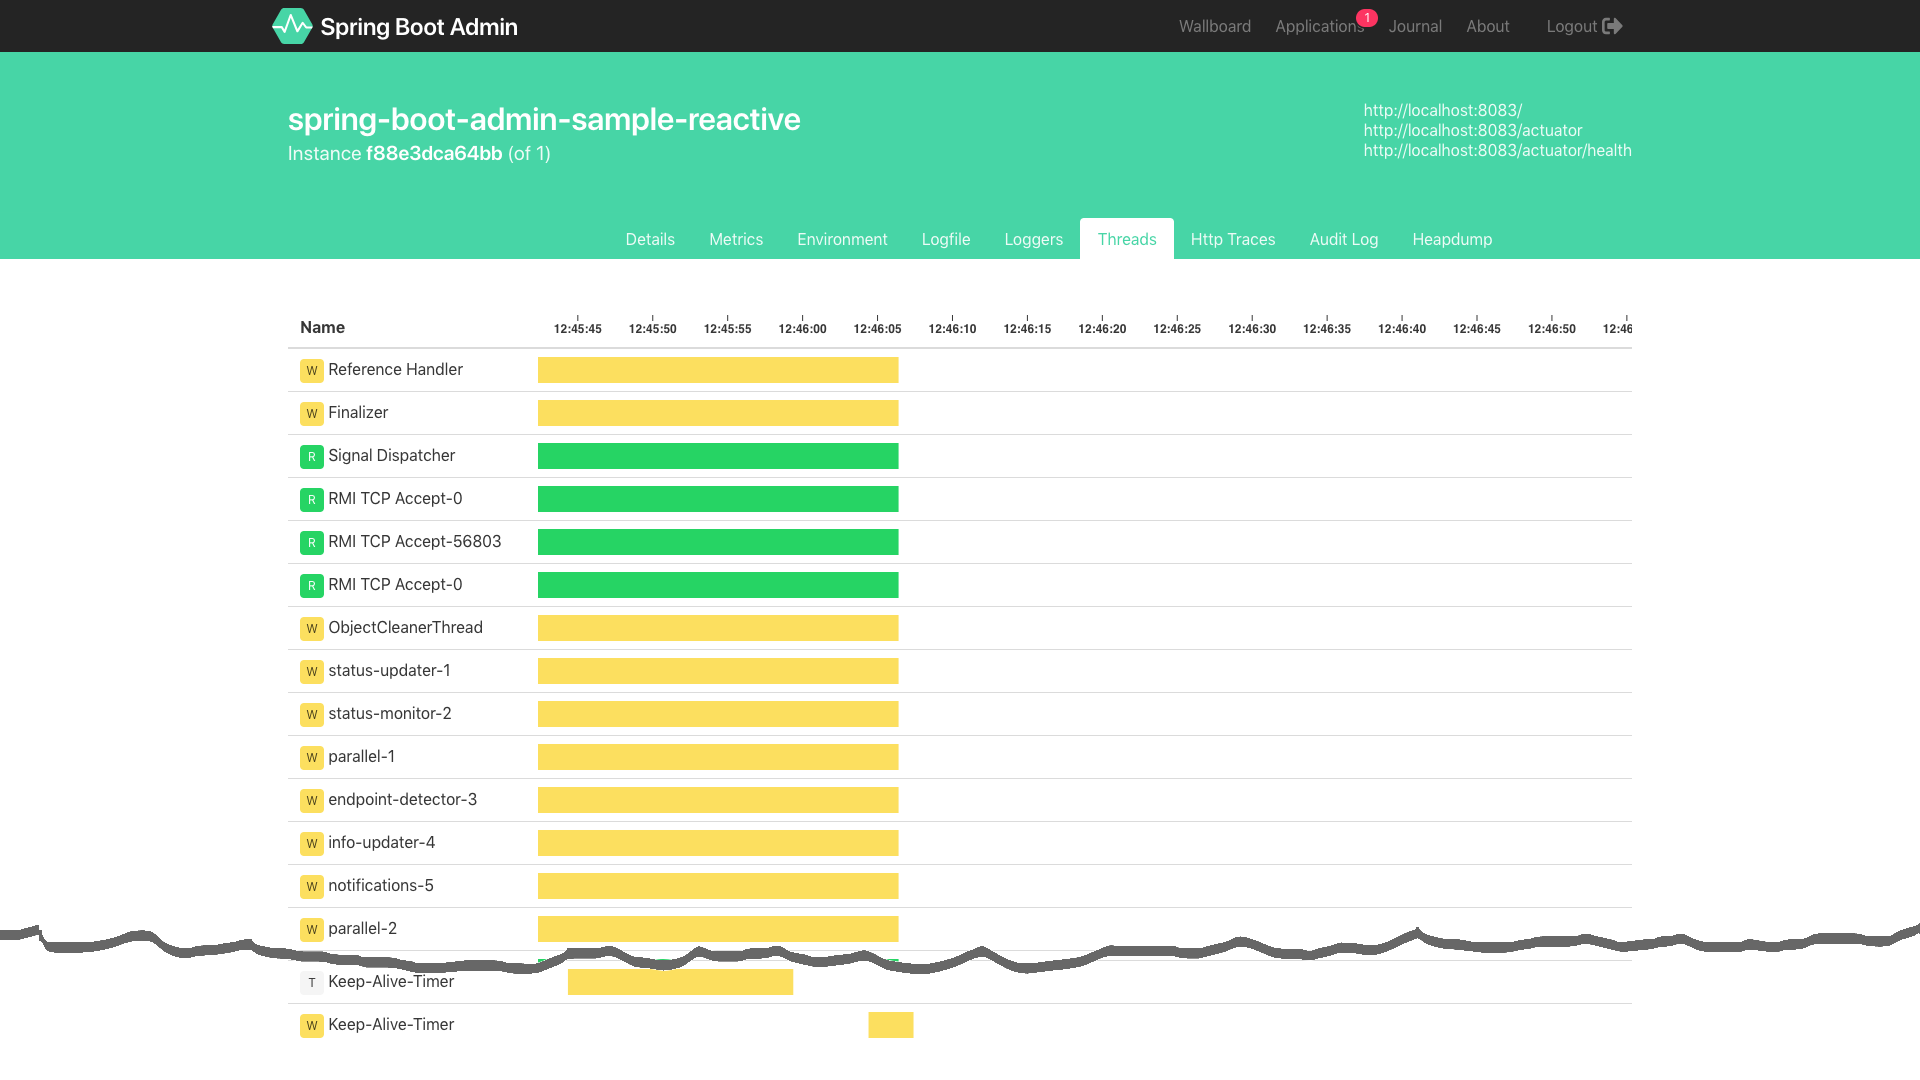 Spring Boot Admin
Wallboard Applications 1 Journal About Logout
spring-boot-admin-sample-reactive
Instance f88e3dca64bb (of 1)
http://localhost:8083/
http://localhost:8083/actuator
http://localhost:8083/actuator/health
Details Metrics Environment Logfile Loggers Threads Http Traces Audit Log Heapdump
Name 12:45:45 12:45:50 12:45:55 12:46:00 12:46:05 12:46:10 12:46:15 12:46:20 12:46:25 12:46:30 12:46:35 12:46:40 12:46:45 12:46:50 12:46
W Reference Handler
W Finalizer
R Signal Dispatcher
R RMI TCP Accept-0
R RMI TCP Accept-56803
R RMI TCP Accept-0
W ObjectCleanerThread
W status-updater-1
W status-monitor-2
W parallel-1
W endpoint-detector-3
W info-updater-4
W notifications-5
W parallel-2
T Keep-Alive-Timer
W Keep-Alive-Timer